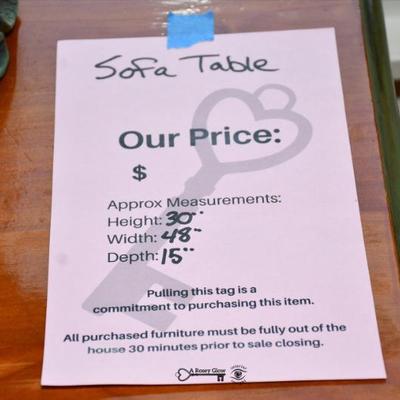 Sofa Table
Our Price:
$
Approx Measurements:
Height: 30"
Width: 48"
Depth: 15"
Pulling this tag is a
commitment to purchasing this item.
All purchased furniture must be fully out of the
house 30 minutes prior to sale closing.
A Rosey Glow